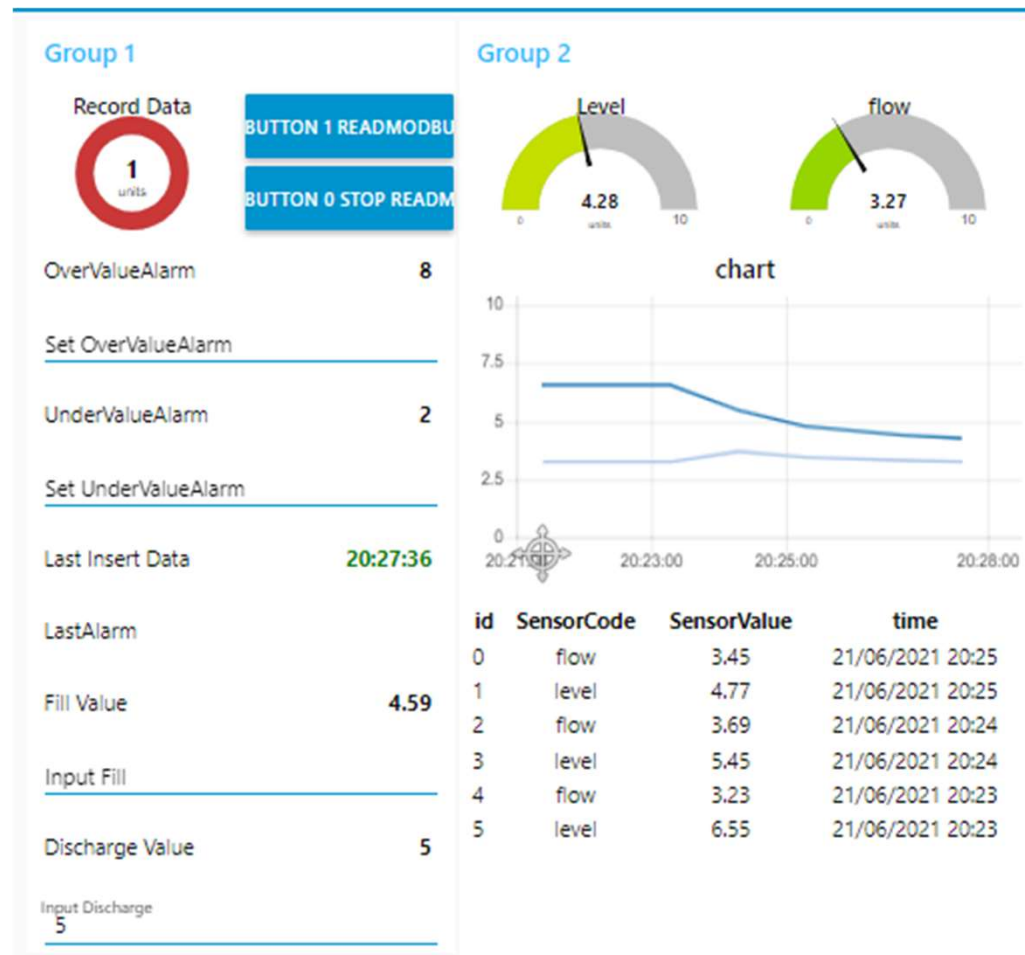 Group 1
Record Data
1
units
BUTTON 1 READMODBU
BUTTON 0 STOP READM
OverValueAlarm 8
Set OverValueAlarm
UnderValueAlarm 2
Set UnderValueAlarm
Last Insert Data 20:27:36
LastAlarm
Fill Value 4.59
Input Fill
Discharge Value 5
Input Discharge
5
Group 2
Level
4.28
0 units 10
flow
3.27
0 units 10
chart
10
7.5
5
2.5
0
20:23:00 20:25:00 20:28:00
id SensorCode SensorValue time
0 flow 3.45 21/06/2021 20:25
1 level 4.77 21/06/2021 20:25
2 flow 3.69 21/06/2021 20:24
3 level 5.45 21/06/2021 20:24
4 flow 3.23 21/06/2021 20:23
5 level 6.55 21/06/2021 20:23